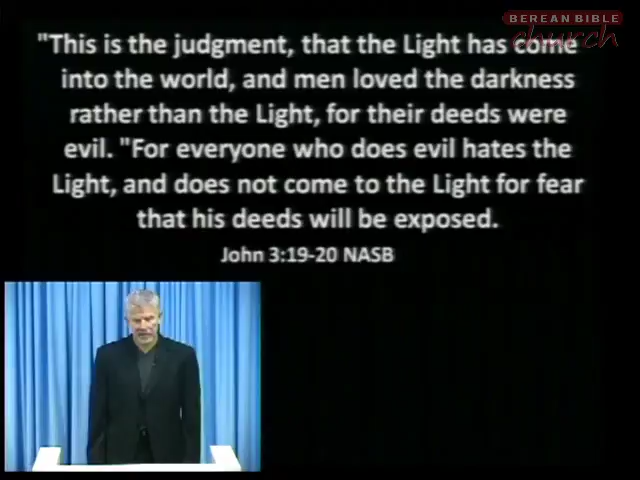 BEREAN BIBLE
church
"This is the judgment, that the Light has come
into the world, and men loved the darkness
rather than the Light, for their deeds were
evil. "For everyone who does evil hates the
Light, and does not come to the Light for fear
that his deeds will be exposed.
John 3:19-20 NASB